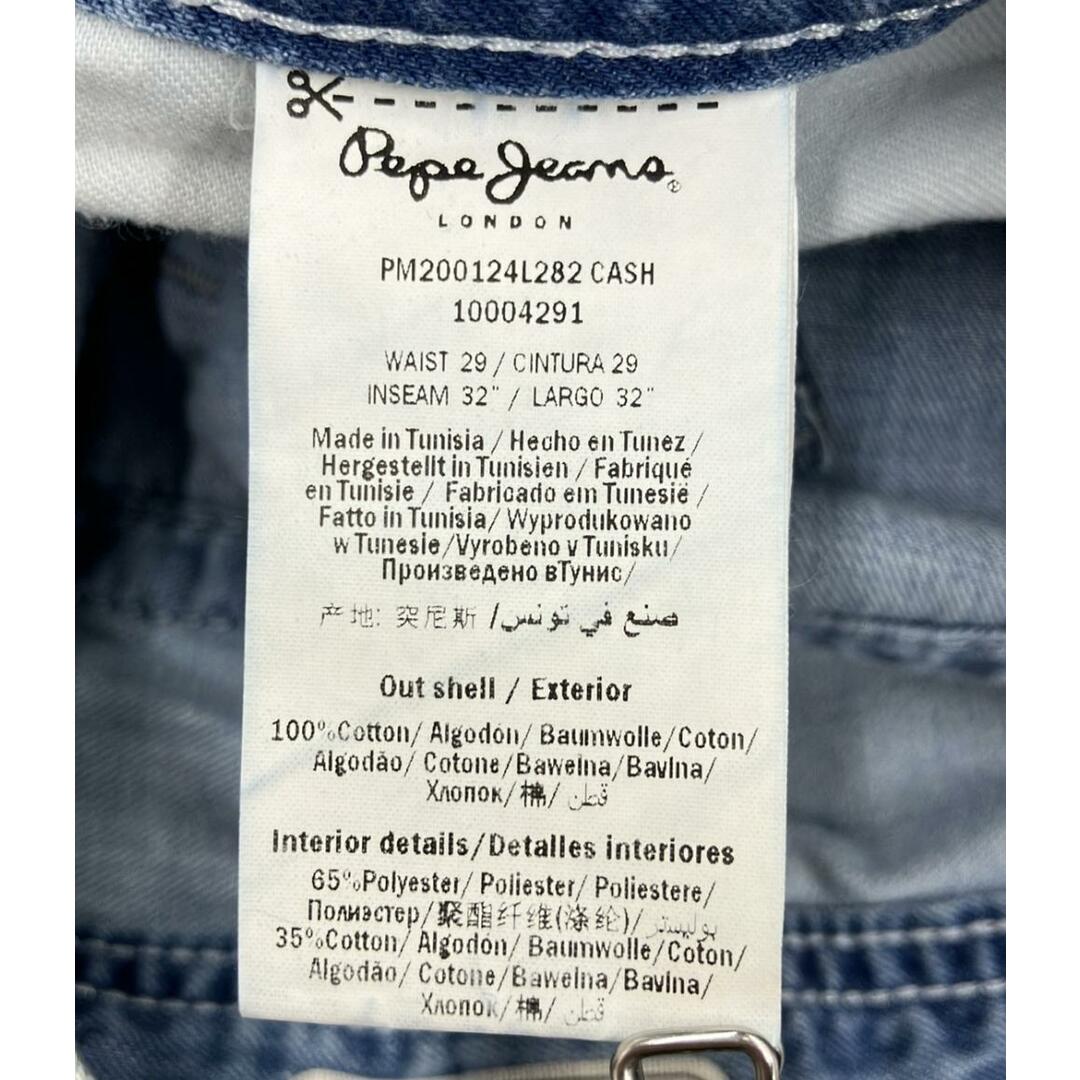 Pepe Jeans®
LONDON
PM200124L282 CASH
10004291
WAIST 29 / CINTURA 29
INSEAM 32" / LARGO 32"
Made in Tunisia / Hecho en Tunez /
Hergestellt in Tunisien / Fabriqué
en Tunisie / Fabricado em Tunesië /
Fatto in Tunisia/ Wyprodukowano
w Tunesie/Vyrobeno v Tunisku/
Произведено вТунис/
产地: 突尼斯 /صنع في تونس
Out shell / Exterior
100%Cotton/ Algodón/ Baumwolle/Coton/
Algodão/ Cotone/Bawelna/Bavlna/
Хлопок/棉/ قطن
Interior details/Detalles interiores
65%Polyester/ Poliester/ Poliestere/
Полиэстер/聚酯纤维(涤纶)/ بوليستر
35%Cotton/ Algodón/ Baumwolle/Coton/
Algodão/ Cotone/Bawelna/Bavlna/
Хлопок/棉/ قطن